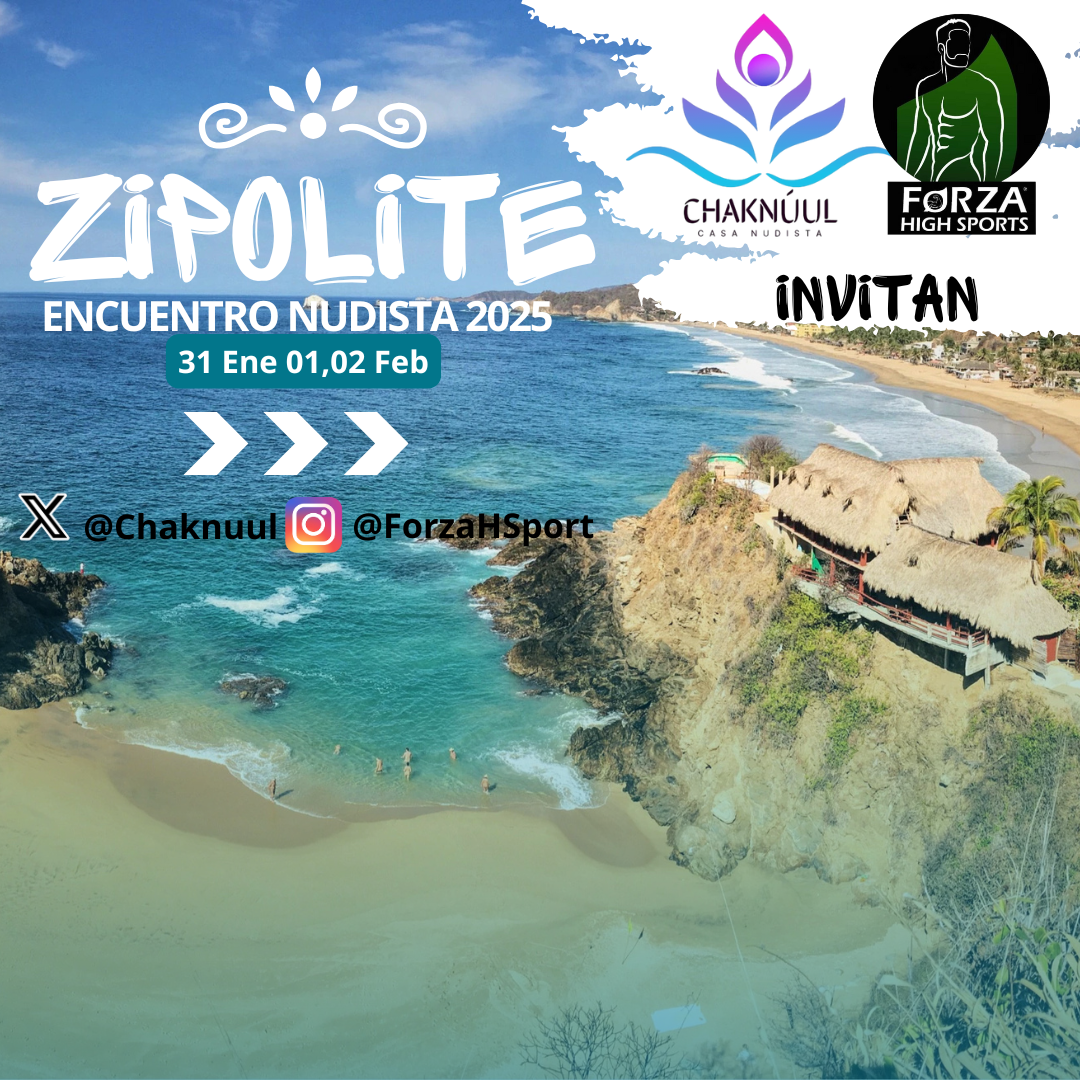 ZIPOLITE
ENCUENTRO NUDISTA 2025
31 Ene 01,02 Feb
@Chaknuul @ForzaHSport
CHAKNÚUL
CASA NUDISTA
FORZA®
HIGH SPORTS
INVITAN